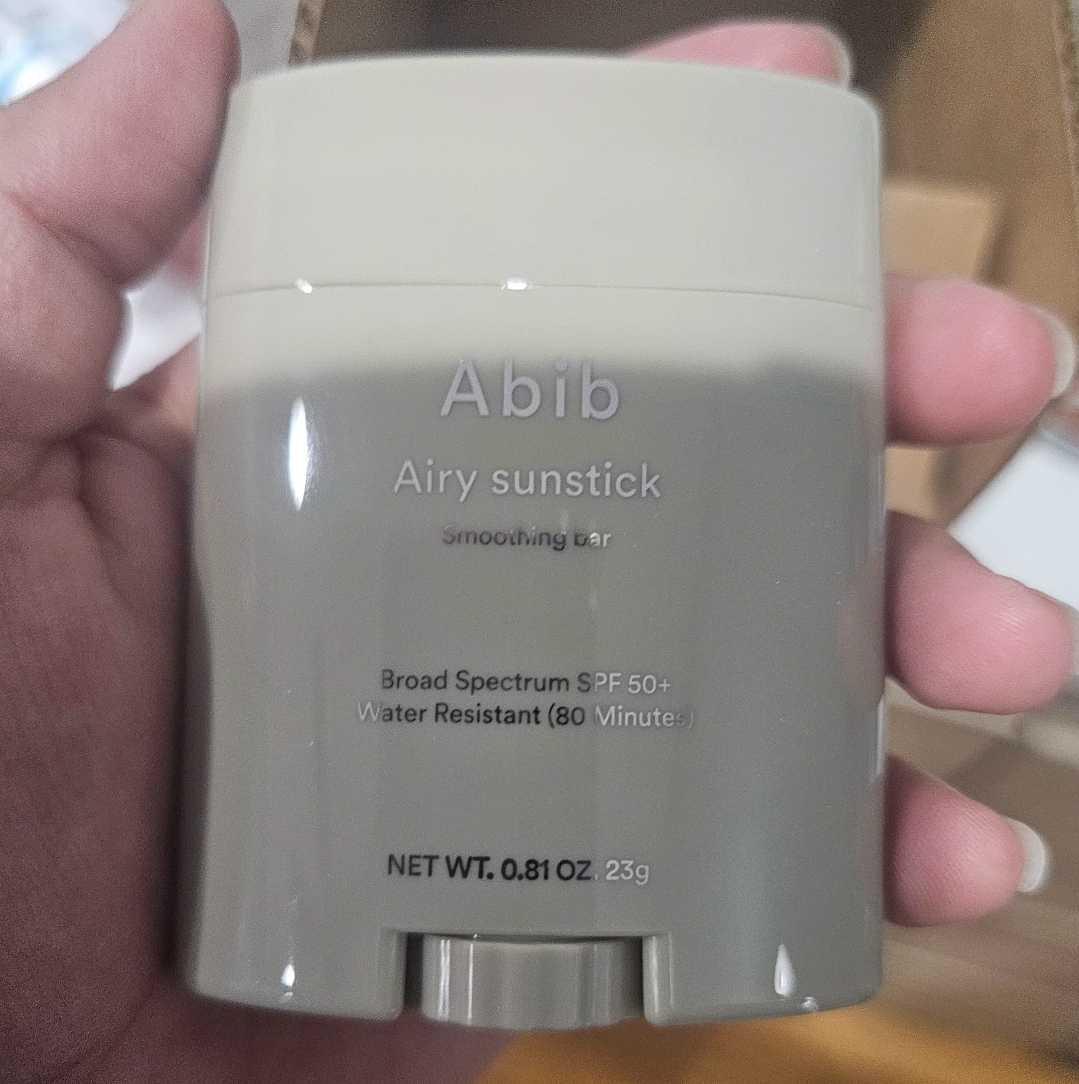 Abib
Airy sunstick
Smoothing bar
Broad Spectrum SPF 50+
Water Resistant (80 Minutes)
NET WT. 0.81 OZ. 23g